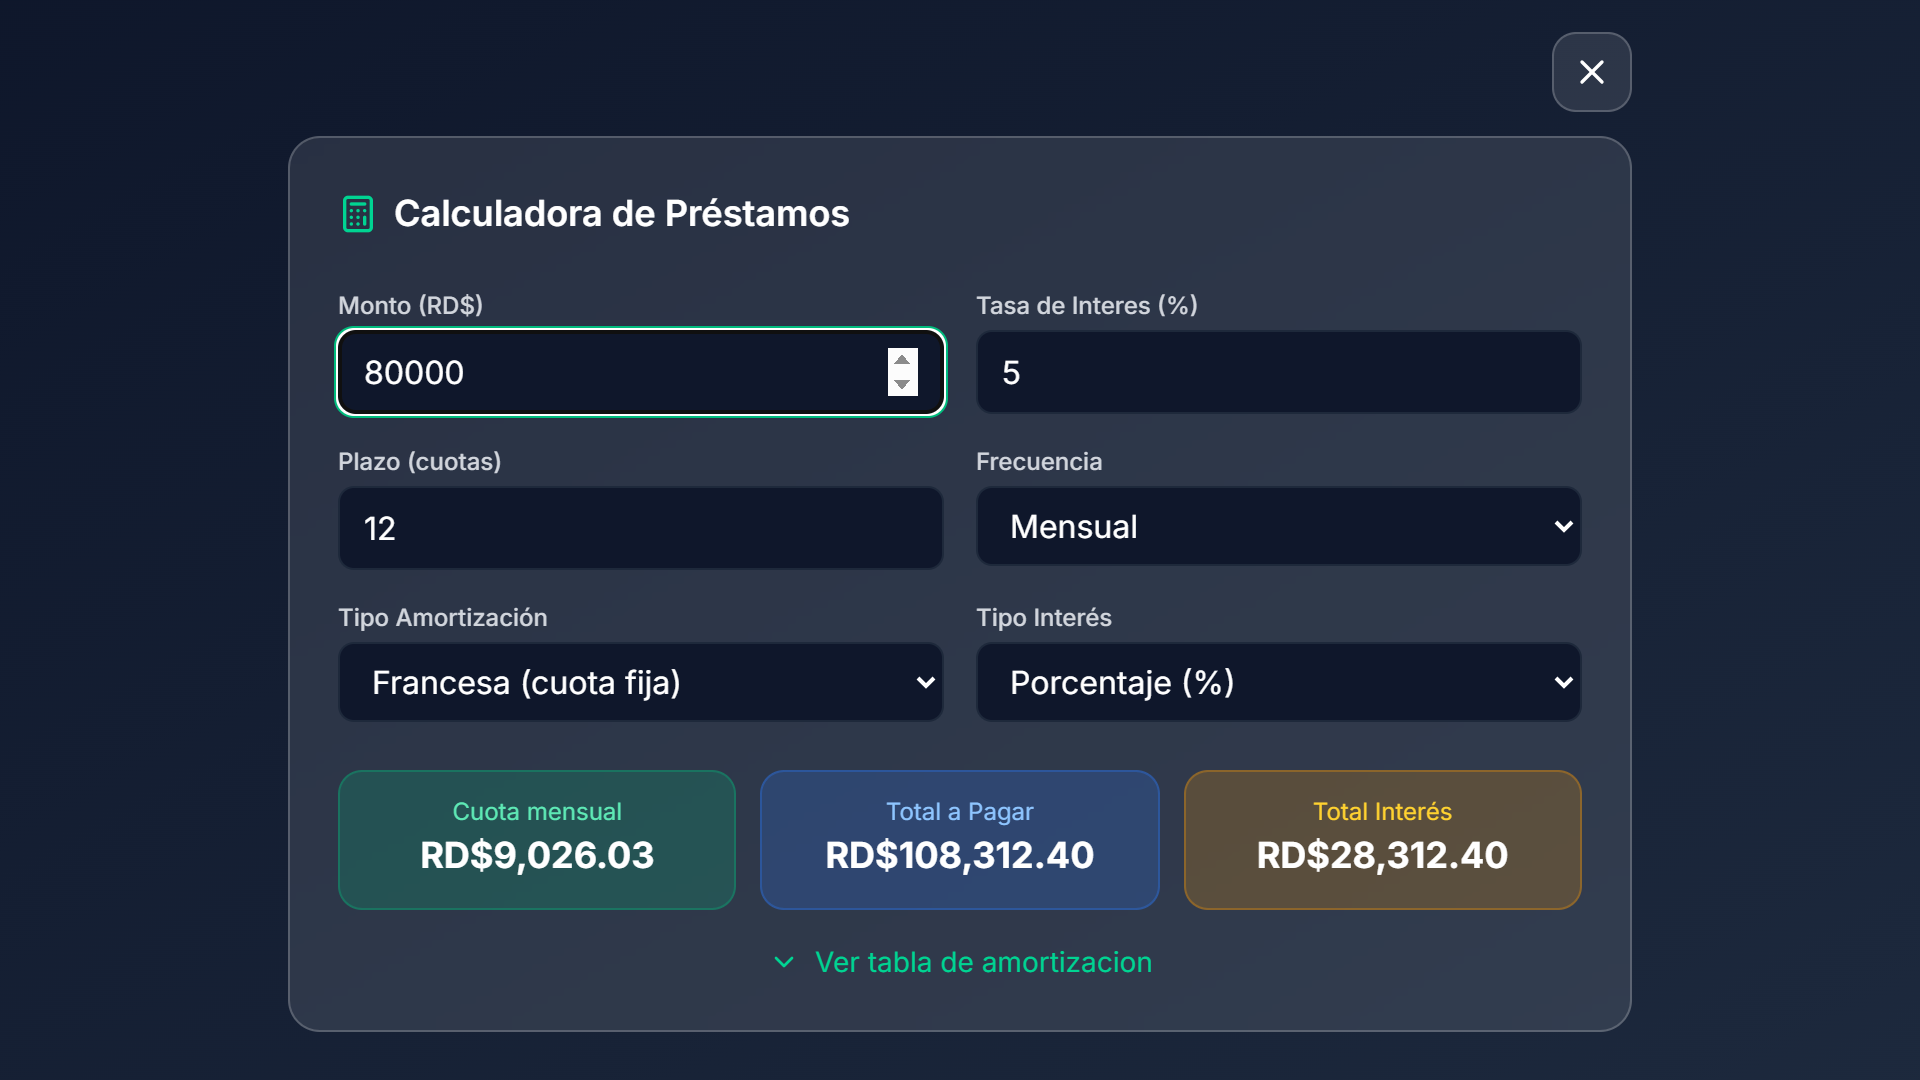 Calculadora de Préstamos
Monto (RD$)
Tasa de Interes (%)
80000
5
Plazo (cuotas)
Frecuencia
12
Mensual
Tipo Amortización
Tipo Interés
Francesa (cuota fija)
Porcentaje (%)
Cuota mensual
RD$9,026.03
Total a Pagar
RD$108,312.40
Total Interés
RD$28,312.40
Ver tabla de amortizacion